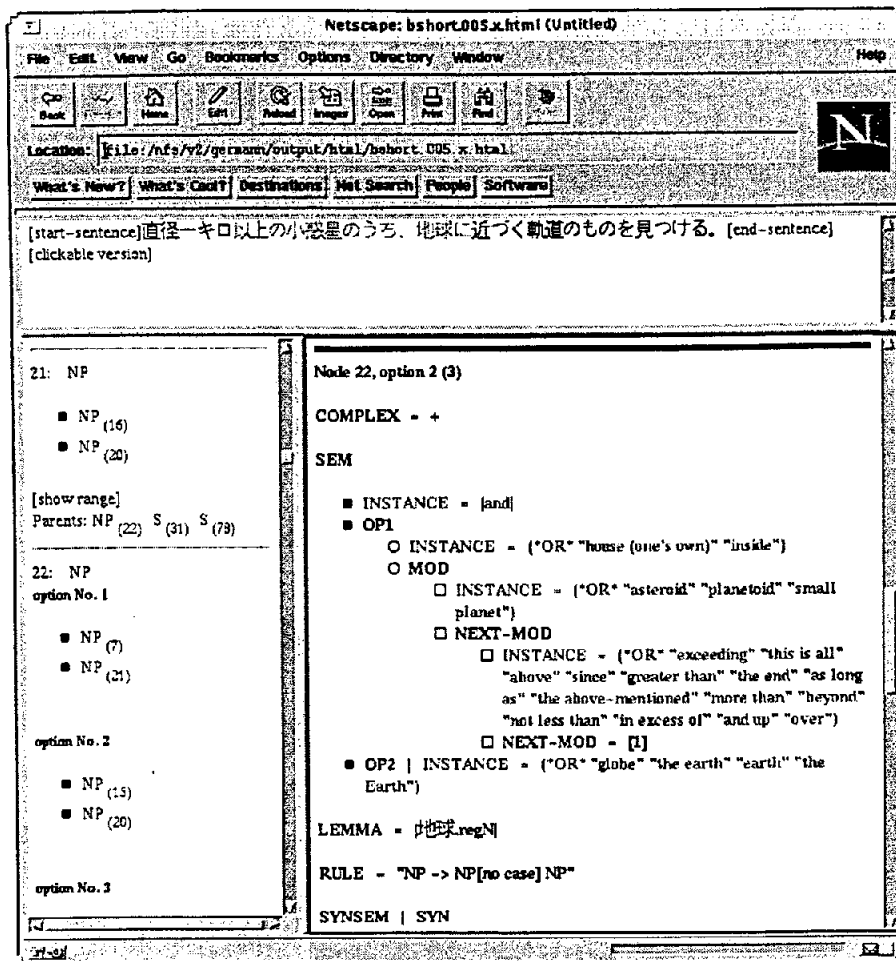 Netscape: bshort.005.x.html (Untitled)
File Edit View Go Bookmarks Options Directory Window Help
Back Home Edit Reload Images Open Print Find
N
Location: file:/nfs/v2/germann/output/html/bshort.005.x.html
What's New? What's Cool? Destinations Net Search People Software
[start-sentence]直径一キロ以上の小惑星のうち、地球に近づく軌道のものを見つける。[end-sentence]
[clickable version]
21: NP
NP (16)
NP (20)
[show range]
Parents: NP (22) S (31) S (79)
22: NP
option No. 1
NP (7)
NP (21)
option No. 2
NP (15)
NP (20)
option No. 3
Node 22, option 2 (3)
COMPLEX = +
SEM
INSTANCE = |and|
OP1
INSTANCE = (*OR* "house (one's own)" "inside")
MOD
INSTANCE = (*OR* "asteroid" "planetoid" "small
planet")
NEXT-MOD
INSTANCE = (*OR* "exceeding" "this is all"
"above" "since" "greater than" "the end" "as long
as" "the above-mentioned" "more than" "beyond"
"not less than" "in excess of" "and up" "over")
NEXT-MOD = [1]
OP2 | INSTANCE = (*OR* "globe" "the earth" "earth" "the
Earth")
LEMMA = |地球.regN|
RULE = "NP -> NP[no case] NP"
SYNSEM | SYN